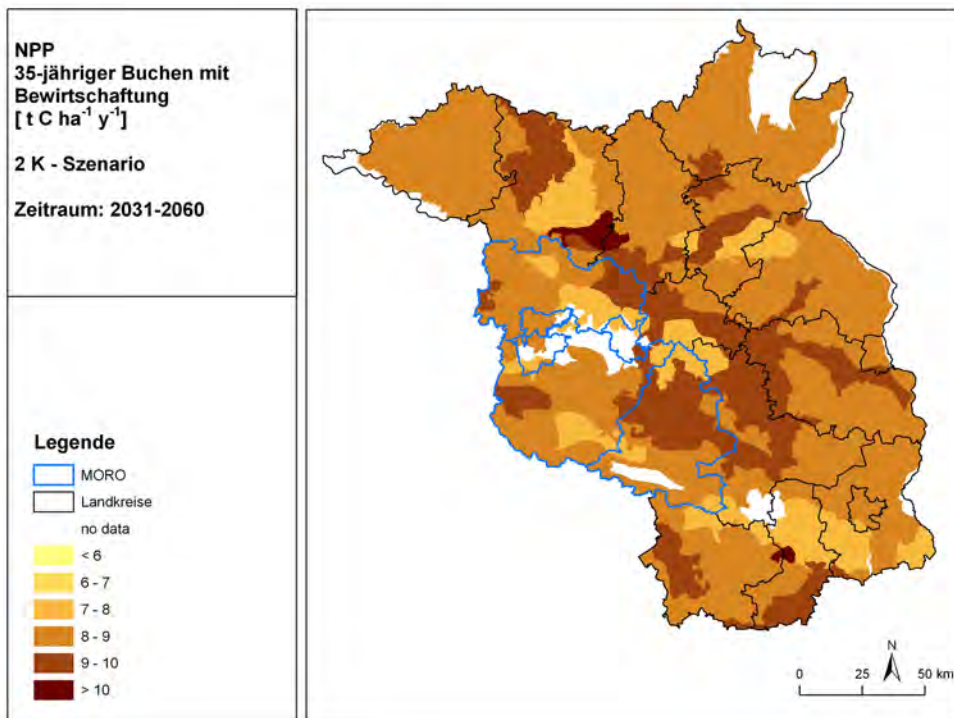 NPP
35-jähriger Buchen mit
Bewirtschaftung
[ t C ha⁻¹ y⁻¹]
2 K - Szenario
Zeitraum: 2031-2060
Legende
MORO
Landkreise
no data
< 6
6 - 7
7 - 8
8 - 9
9 - 10
> 10
N
0 25 50 km